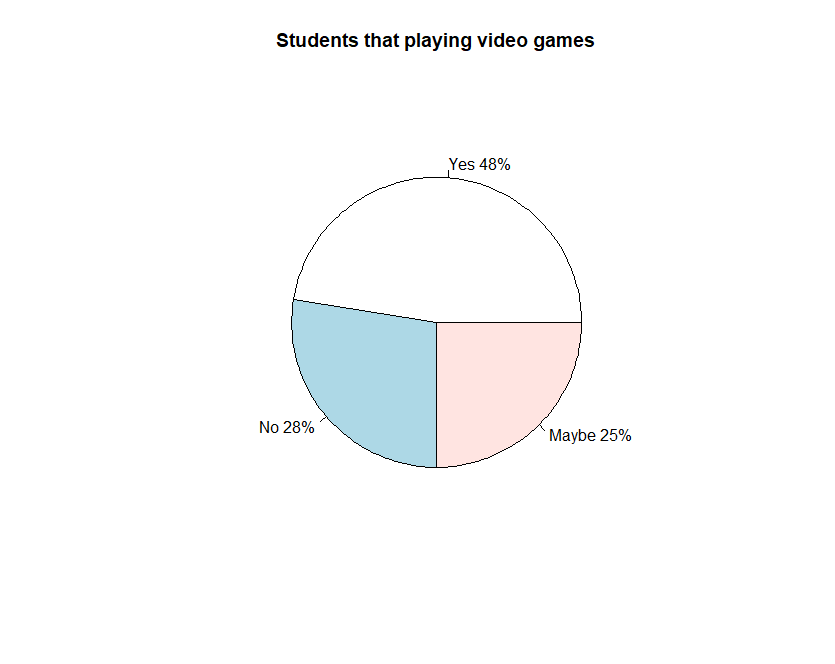 Students that playing video games
Yes 48%
No 28%
Maybe 25%